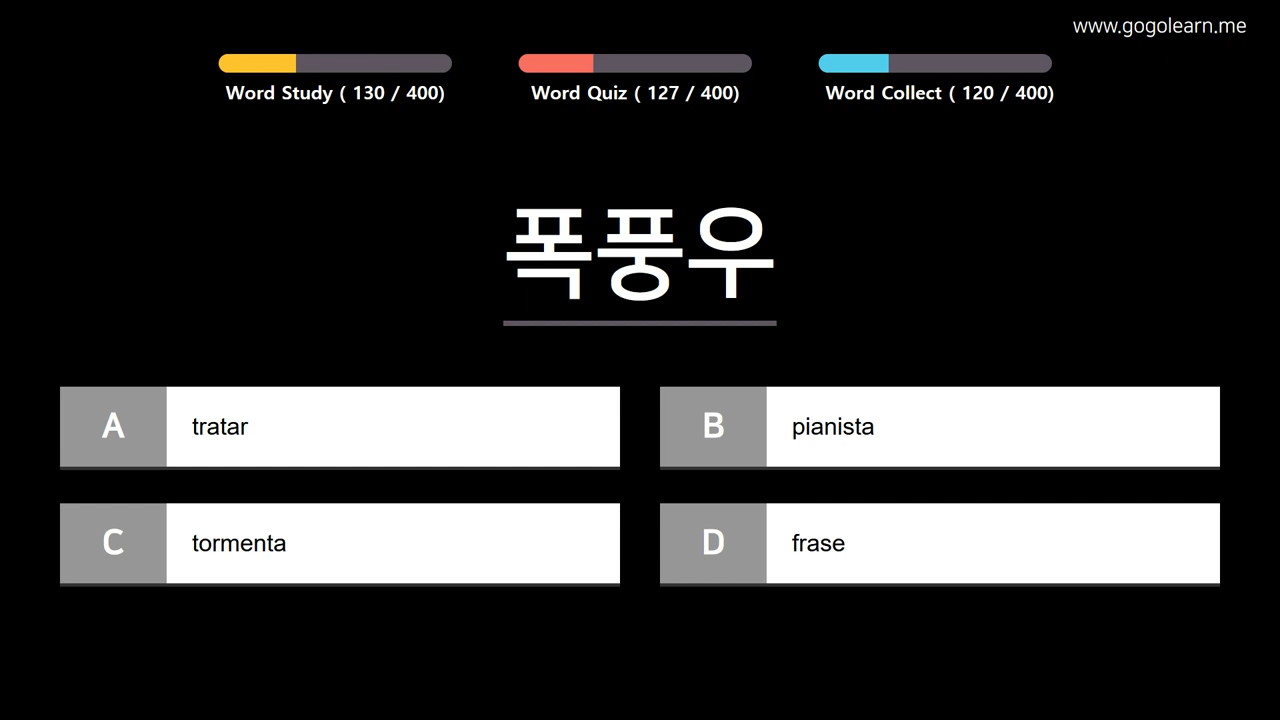 www.gogolearn.me
Word Study ( 130 / 400)
Word Quiz ( 127 / 400)
Word Collect ( 120 / 400)
폭풍우
A tratar
B pianista
C tormenta
D frase